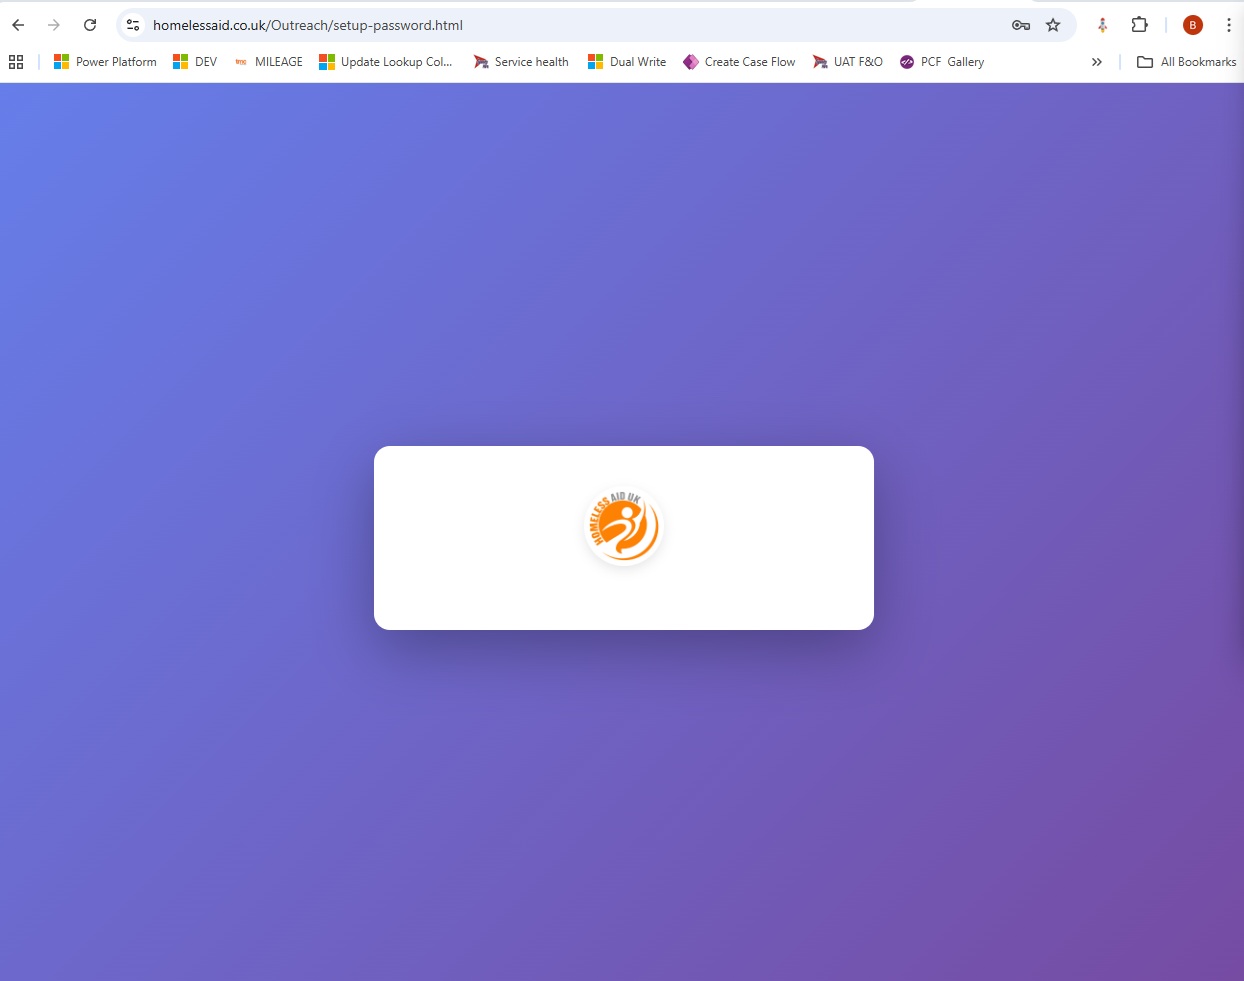 homelessaid.co.uk/Outreach/setup-password.html
B
Power Platform
DEV
tmc MILEAGE
Update Lookup Col...
Service health
Dual Write
Create Case Flow
UAT F&O
PCF Gallery
All Bookmarks
HOMELESS AID UK